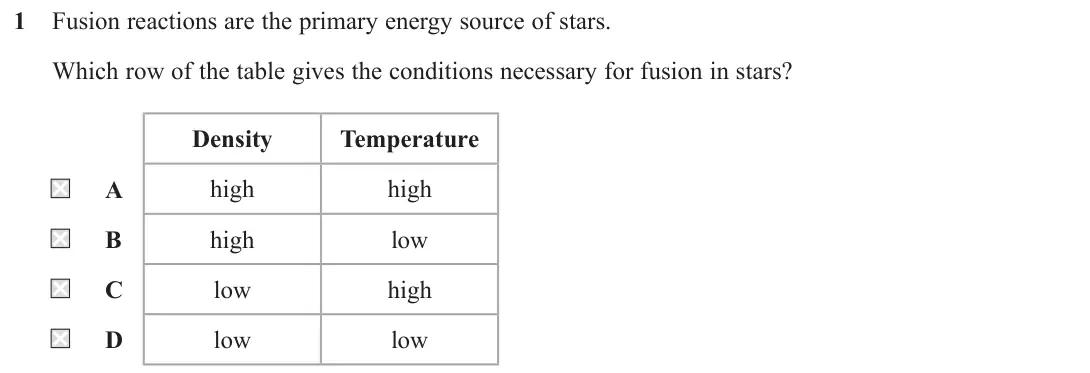 1 Fusion reactions are the primary energy source of stars.
Which row of the table gives the conditions necessary for fusion in stars?
Density Temperature
A high high
B high low
C low high
D low low